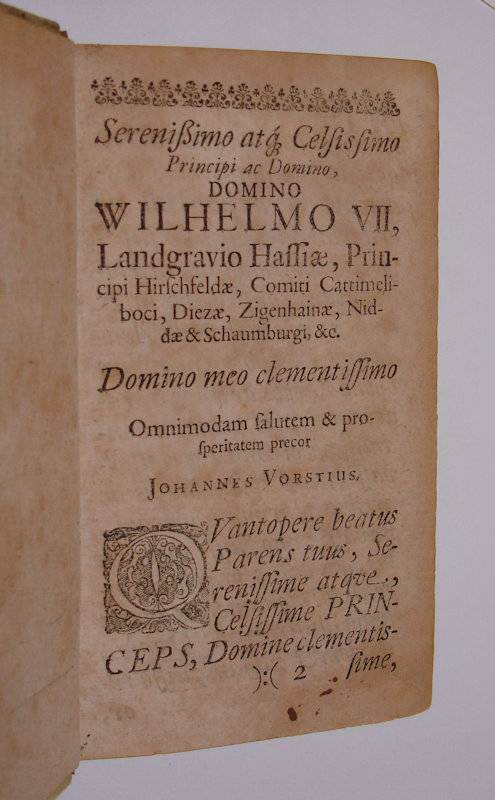 Sereniſsimo atq́ꝫ Celſisſimo
Principi ac Domino,
DOMINO
WILHELMO VII,
Landgravio Haſſiæ, Prin-
cipi Hirſchfeldæ, Comiti Cattimeli-
boci, Diezæ, Zigenhainæ, Nid-
dæ & Schaumburgi, &c.
Domino meo clementiſſimo
Omnimodam ſalutem & pro-
ſperitatem precor
JOHANNES VORSTIUS.
QVantopere beatus
Parens tuus, Se-
reniſſime atqve,
Celſiſſime PRIN-
CEPS, Domine clementis-
):( 2 ſime,